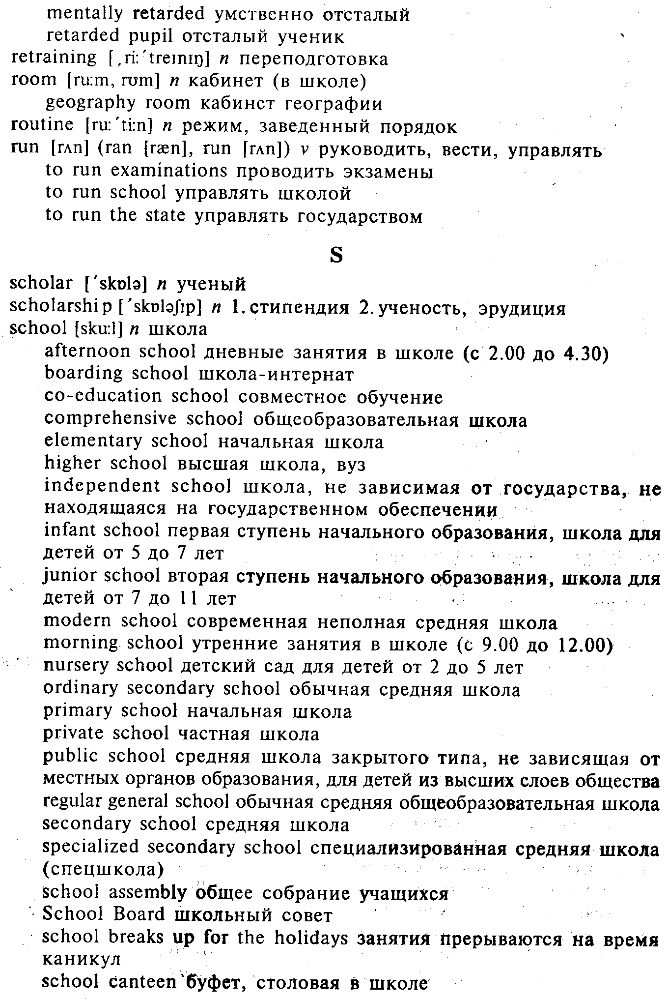 mentally retarded умственно отсталый
retarded pupil отсталый ученик
retraining [ˌri:ˈtreɪnɪŋ] n переподготовка
room [ru:m, rʊm] n кабинет (в школе)
geography room кабинет географии
routine [ru:ˈti:n] n режим, заведенный порядок
run [rʌn] (ran [ræn], run [rʌn]) v руководить, вести, управлять
to run examinations проводить экзамены
to run school управлять школой
to run the state управлять государством
S
scholar [ˈskɒlə] n ученый
scholarship [ˈskɒləʃɪp] n 1. стипендия 2. ученость, эрудиция
school [sku:l] n школа
afternoon school дневные занятия в школе (с 2.00 до 4.30)
boarding school школа-интернат
co-education school совместное обучение
comprehensive school общеобразовательная школа
elementary school начальная школа
higher school высшая школа, вуз
independent school школа, не зависимая от государства, не
находящаяся на государственном обеспечении
infant school первая ступень начального образования, школа для
детей от 5 до 7 лет
junior school вторая ступень начального образования, школа для
детей от 7 до 11 лет
modern school современная неполная средняя школа
morning school утренние занятия в школе (с 9.00 до 12.00)
nursery school детский сад для детей от 2 до 5 лет
ordinary secondary school обычная средняя школа
primary school начальная школа
private school частная школа
public school средняя школа закрытого типа, не зависящая от
местных органов образования, для детей из высших слоев общества
regular general school обычная средняя общеобразовательная школа
secondary school средняя школа
specialized secondary school специализированная средняя школа
(спецшкола)
school assembly общее собрание учащихся
School Board школьный совет
school breaks up for the holidays занятия прерываются на время
каникул
school canteen буфет, столовая в школе